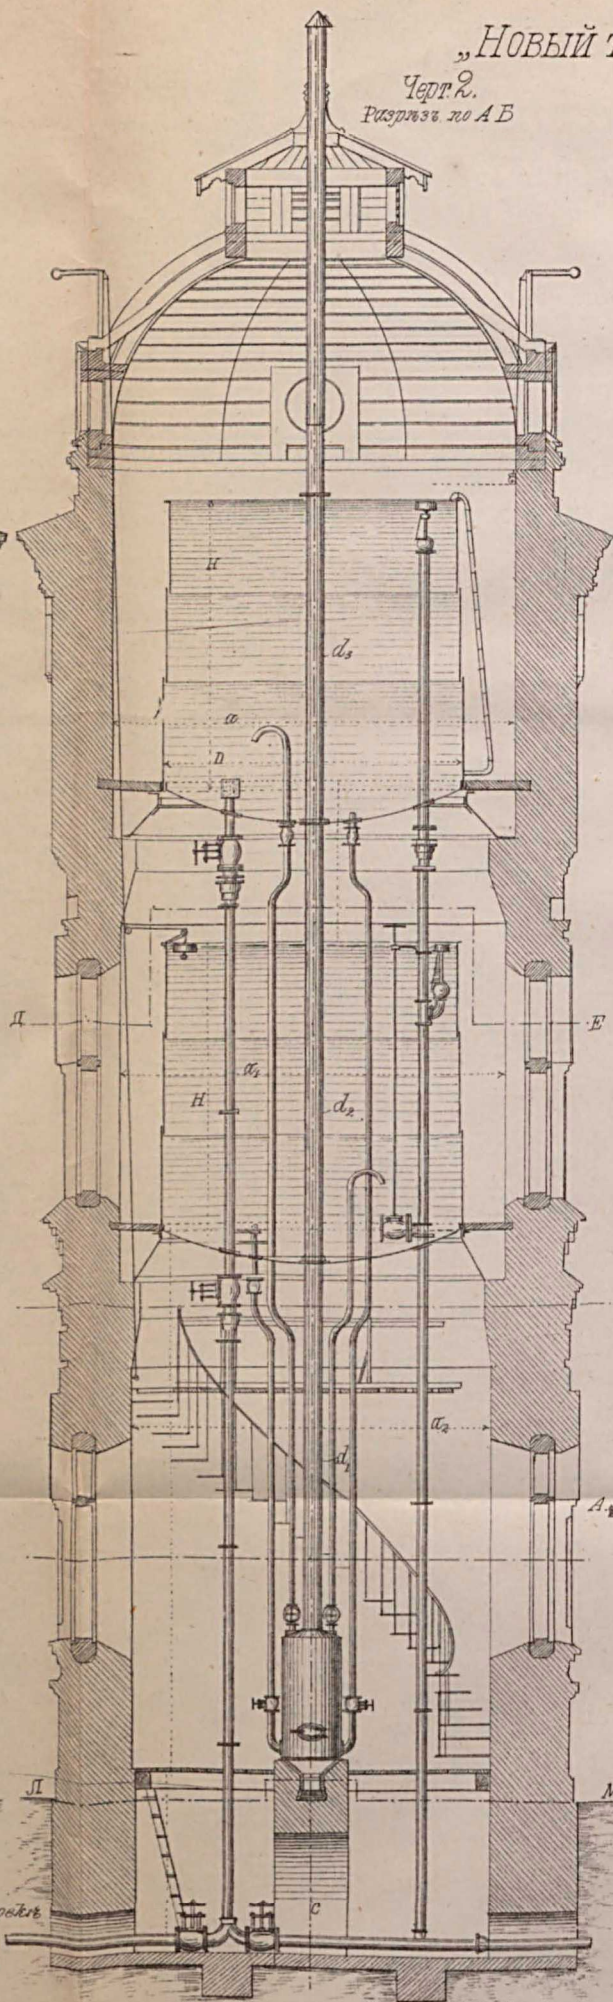 „Новый
Черт. 2.
Разрѣзъ по А Б
H
d₃
a
D
Д
E
a₁
H
d₂
a₂
d₁
A
Л
М
C